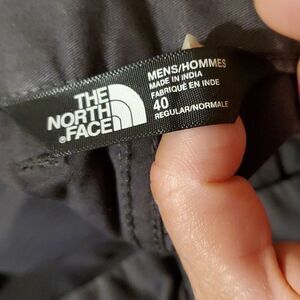 THE
NORTH
FACE
MENS/HOMMES
MADE IN INDIA
FABRIQUÉ EN INDE
40
REGULAR/NORMALE